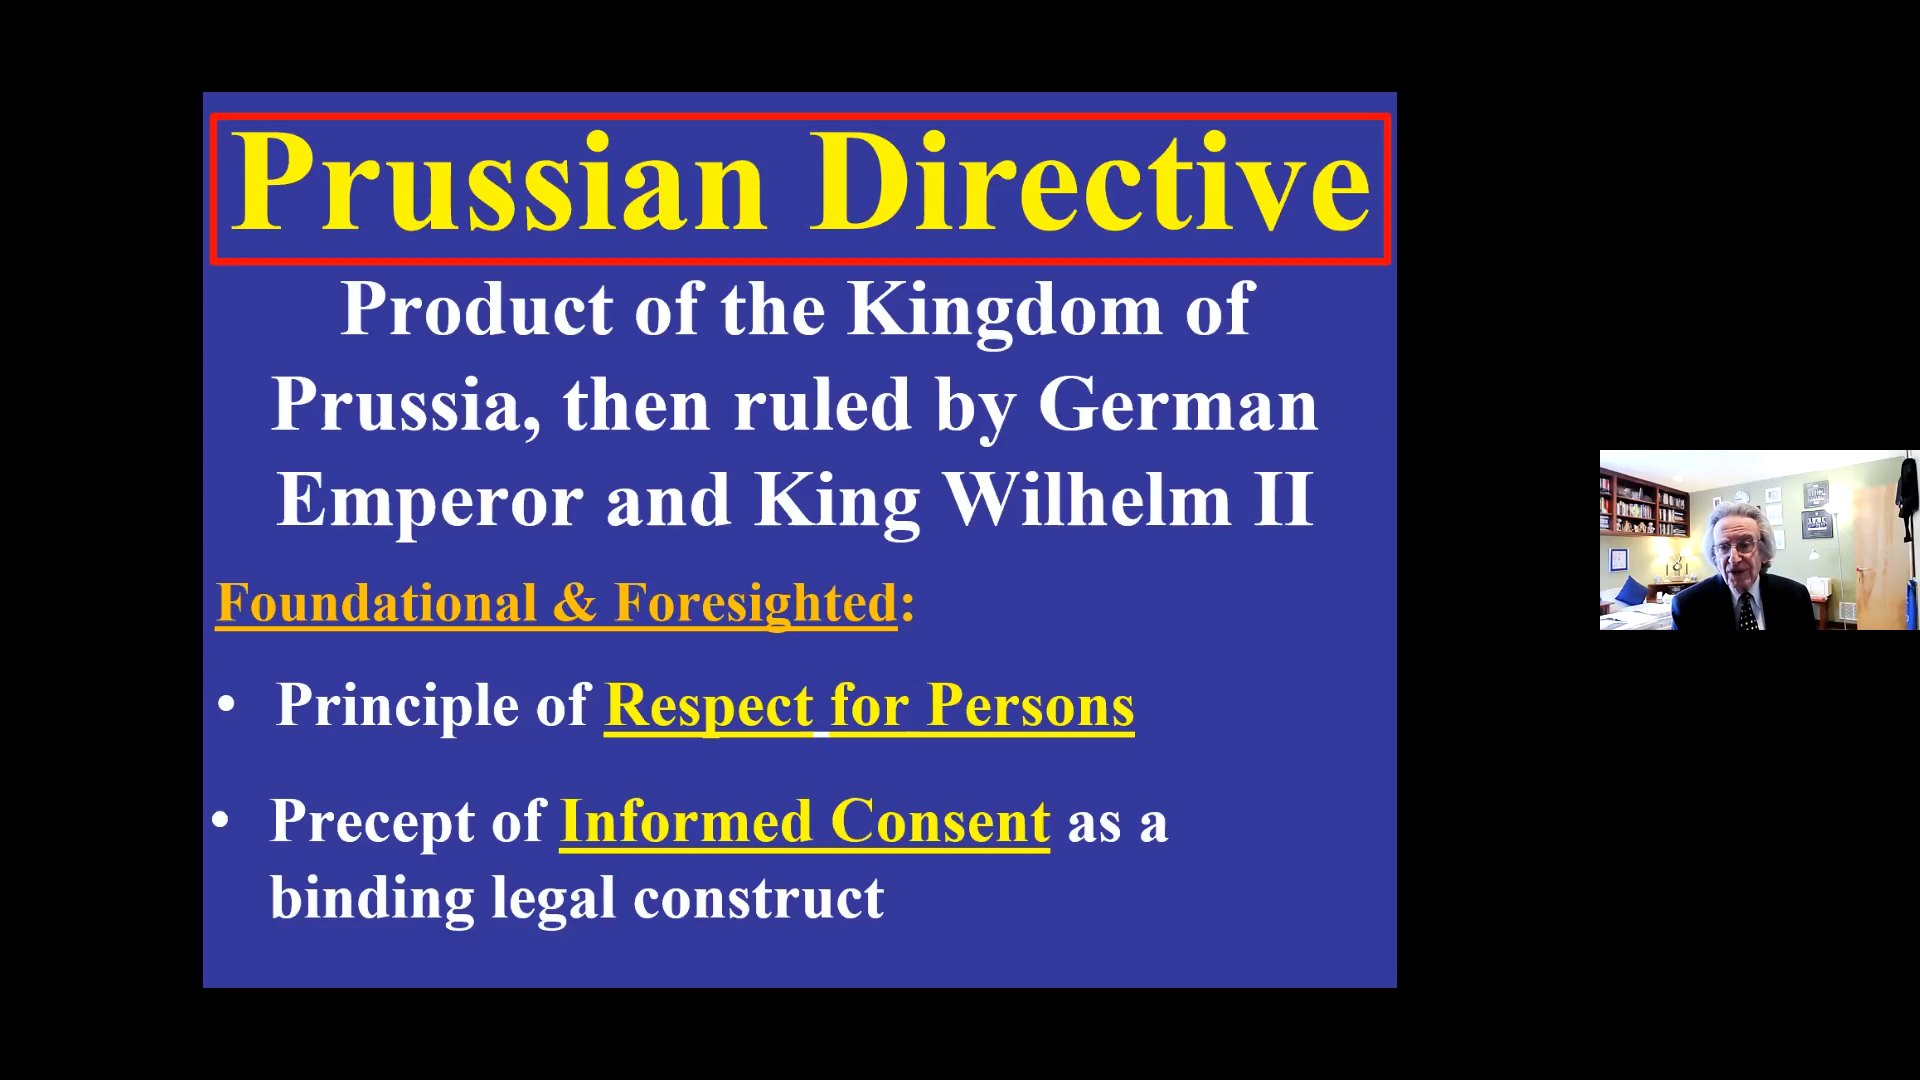 Prussian Directive
Product of the Kingdom of
Prussia, then ruled by German
Emperor and King Wilhelm II
Foundational & Foresighted:
• Principle of Respect for Persons
• Precept of Informed Consent as a
binding legal construct